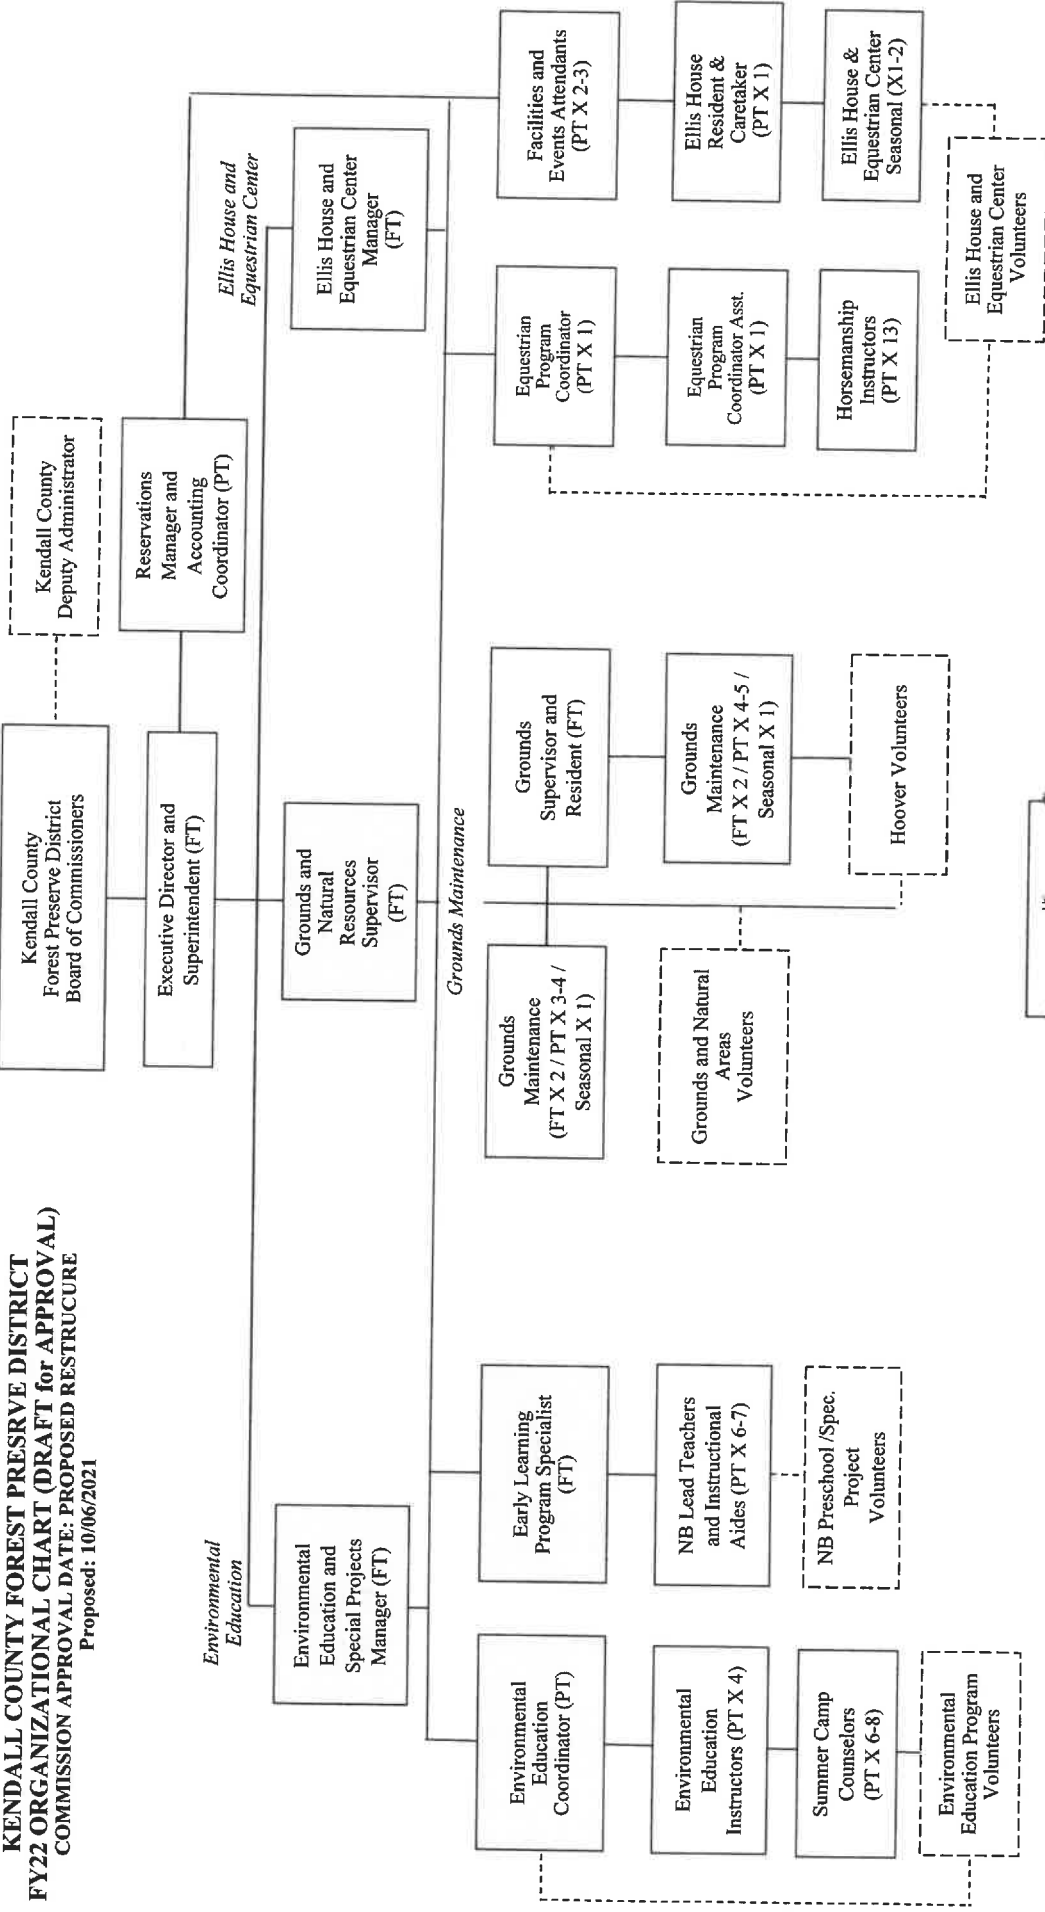 KENDALL COUNTY FOREST PRESRVE DISTRICT
FY22 ORGANIZATIONAL CHART (DRAFT for APPROVAL)
COMMISSION APPROVAL DATE: PROPOSED RESTRUCURE
Proposed: 10/06/2021
Kendall County
Forest Preserve District
Board of Commissioners
Kendall County
Deputy Administrator
Executive Director and
Superintendent (FT)
Reservations
Manager and
Accounting
Coordinator (PT)
Environmental
Education
Ellis House and
Equestrian Center
Environmental
Education and
Special Projects
Manager (FT)
Grounds and
Natural
Resources
Supervisor
(FT)
Ellis House and
Equestrian Center
Manager
(FT)
Grounds Maintenance
Environmental
Education
Coordinator (PT)
Early Learning
Program Specialist
(FT)
Grounds
Maintenance
(FT X 2 / PT X 3-4 /
Seasonal X 1)
Grounds
Supervisor and
Resident (FT)
Equestrian
Program
Coordinator
(PT X 1)
Facilities and
Events Attendants
(PT X 2-3)
Environmental
Education
Instructors (PT X 4)
NB Lead Teachers
and Instructional
Aides (PT X 6-7)
Grounds and Natural
Areas
Volunteers
Grounds
Maintenance
(FT X 2 / PT X 4-5 /
Seasonal X 1)
Equestrian
Program
Coordinator Asst.
(PT X 1)
Ellis House
Resident &
Caretaker
(PT X 1)
Summer Camp
Counselors
(PT X 6-8)
NB Preschool /Spec.
Project
Volunteers
Hoover Volunteers
Horsemanship
Instructors
(PT X 13)
Ellis House &
Equestrian Center
Seasonal (X1-2)
Environmental
Education Program
Volunteers
Ellis House and
Equestrian Center
Volunteers